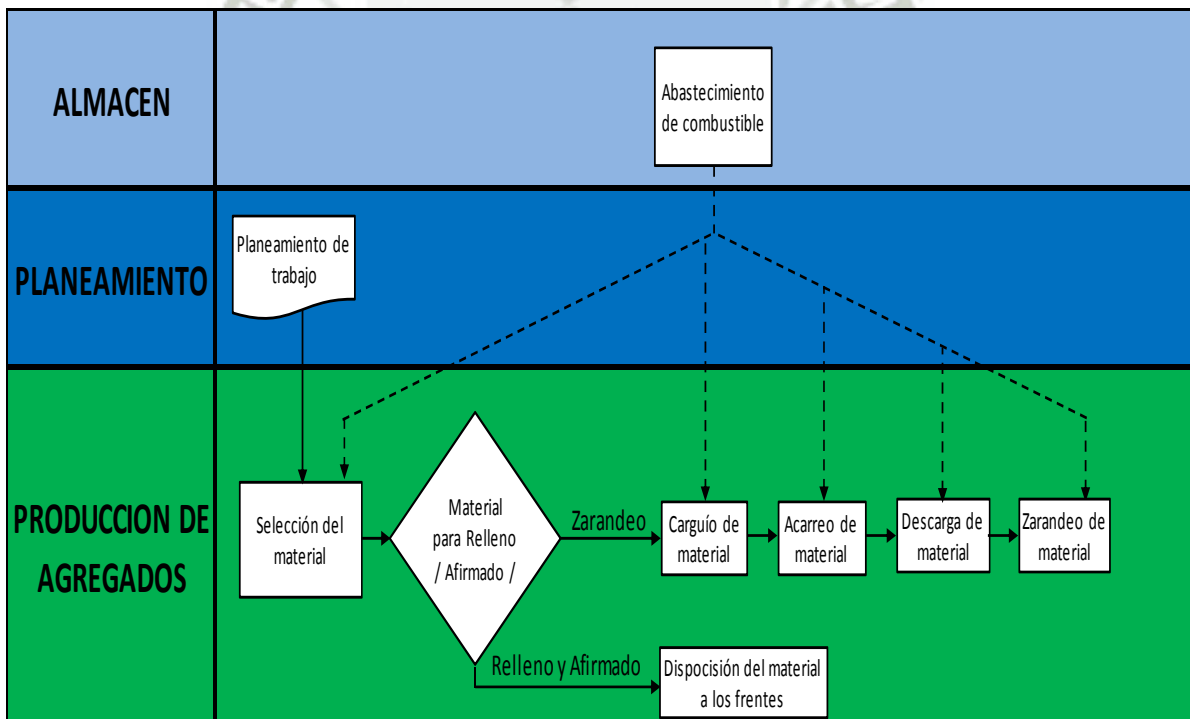 ALMACEN
Abastecimiento
de combustible
PLANEAMIENTO
Planeamiento de
trabajo
PRODUCCION DE
AGREGADOS
Selección del
material
Material
para Relleno
/ Afirmado /
Zarandeo
Carguío de
material
Acarreo de
material
Descarga de
material
Zarandeo de
material
Relleno y Afirmado
Disposción del material
a los frentes